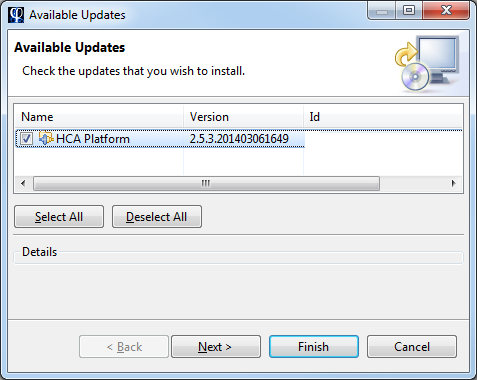 Available Updates
Available Updates
Check the updates that you wish to install.
Name Version Id
HCA Platform 2.5.3.201403061649
Select All Deselect All
Details
< Back Next > Finish Cancel